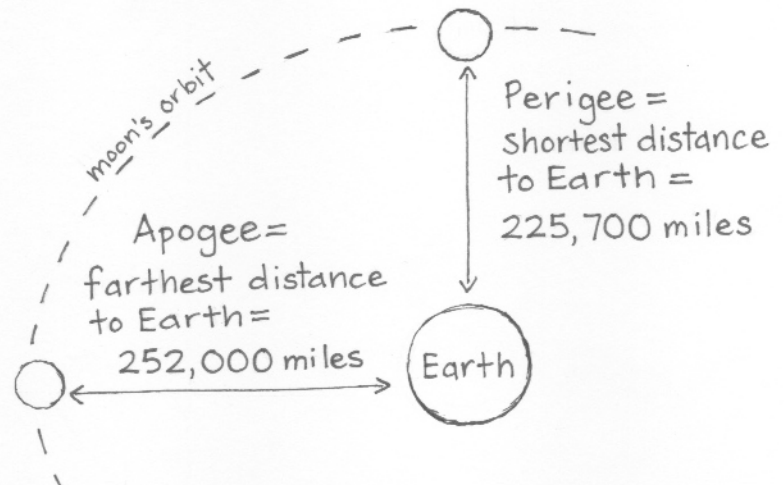 moon's orbit
Perigee =
shortest distance
to Earth =
225,700 miles
Apogee=
farthest distance
to Earth=
252,000 miles
Earth